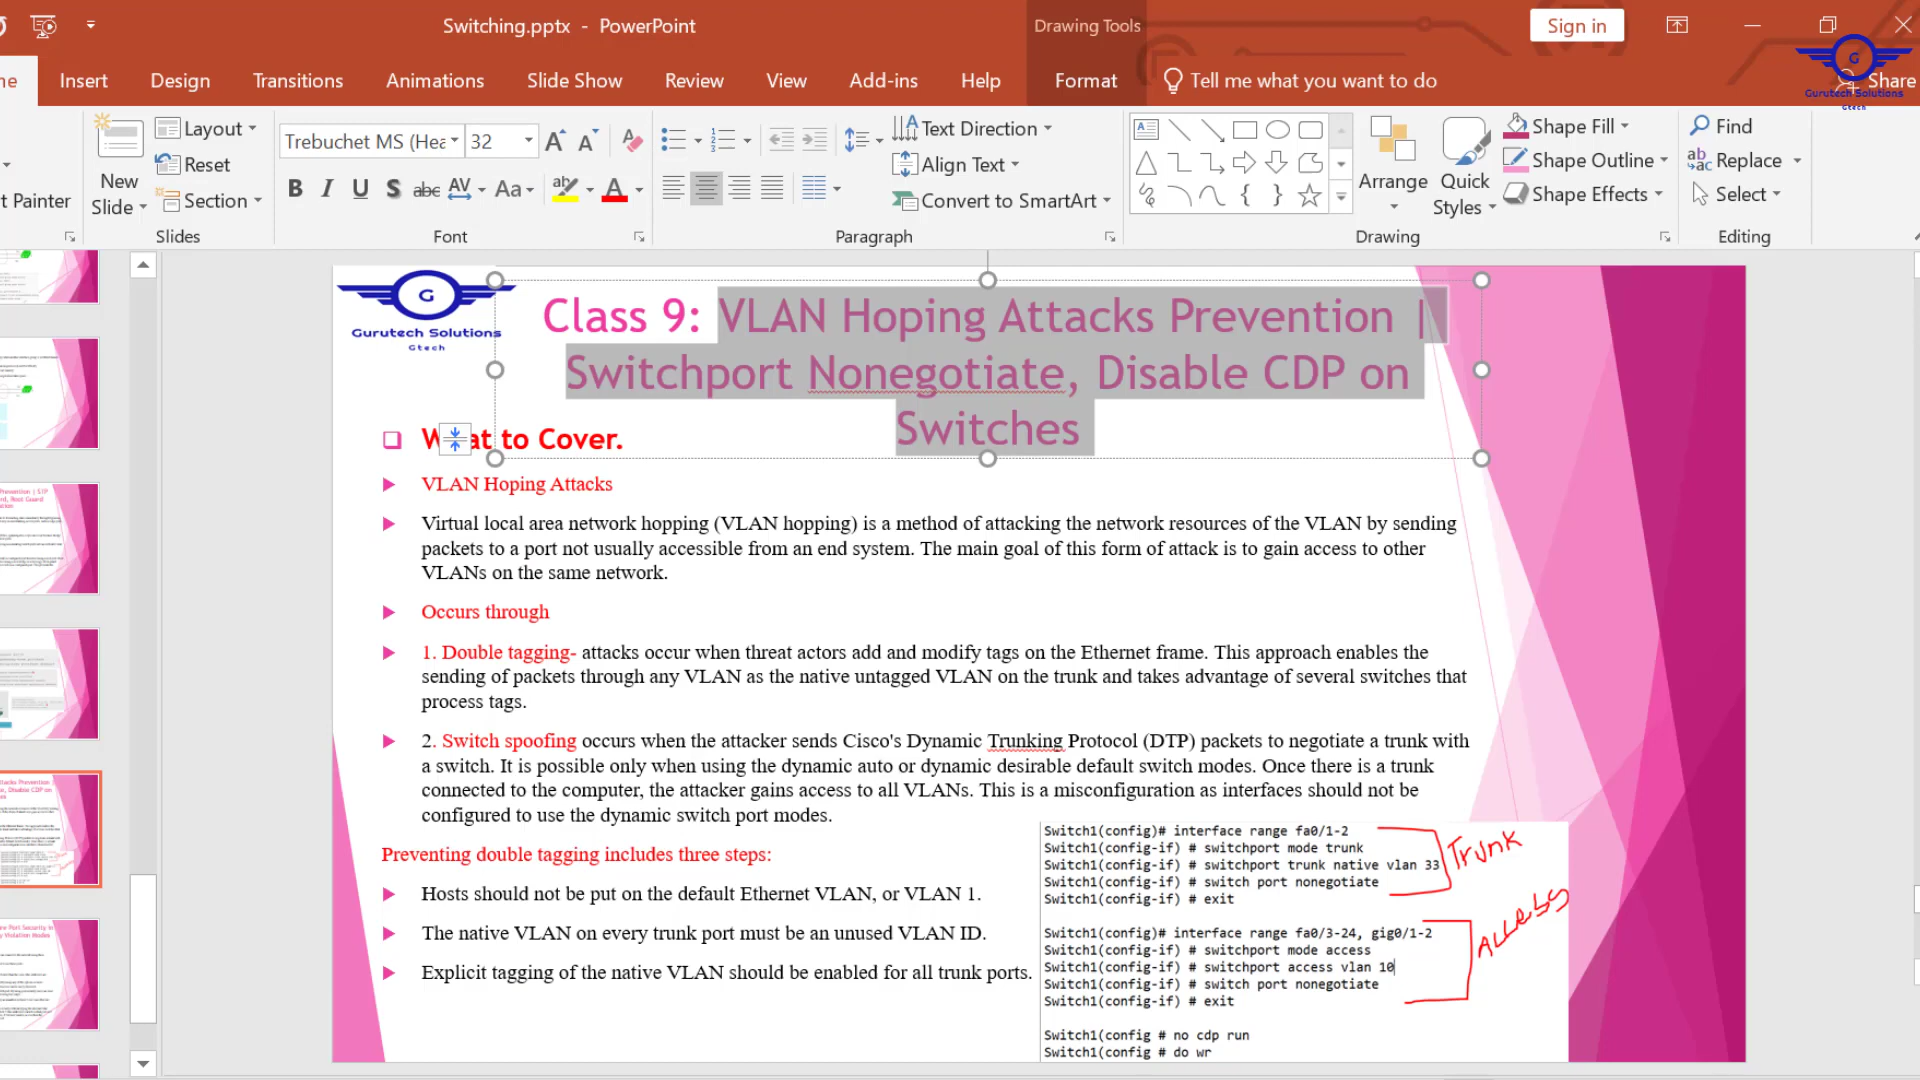 Switching.pptx - PowerPoint
Drawing Tools
Sign in
Insert
Design
Transitions
Animations
Slide Show
Review
View
Add-ins
Help
Format
Tell me what you want to do
Share
G
Gurutech Solutions
Gtech
t Painter
New Slide
Layout
Reset
Section
Slides
Trebuchet MS (Hea
32
B I U S abc AV Aa
A
Font
Text Direction
Align Text
Convert to SmartArt
Paragraph
Arrange
Quick Styles
Shape Fill
Shape Outline
Shape Effects
Drawing
Find
Replace
Select
Editing
G
Gurutech Solutions
Gtech
Class 9: VLAN Hoping Attacks Prevention |
Switchport Nonegotiate, Disable CDP on
Switches
to Cover.
VLAN Hoping Attacks
Virtual local area network hopping (VLAN hopping) is a method of attacking the network resources of the VLAN by sending
packets to a port not usually accessible from an end system. The main goal of this form of attack is to gain access to other
VLANs on the same network.
Occurs through
1. Double tagging- attacks occur when threat actors add and modify tags on the Ethernet frame. This approach enables the
sending of packets through any VLAN as the native untagged VLAN on the trunk and takes advantage of several switches that
process tags.
2. Switch spoofing occurs when the attacker sends Cisco's Dynamic Trunking Protocol (DTP) packets to negotiate a trunk with
a switch. It is possible only when using the dynamic auto or dynamic desirable default switch modes. Once there is a trunk
connected to the computer, the attacker gains access to all VLANs. This is a misconfiguration as interfaces should not be
configured to use the dynamic switch port modes.
Preventing double tagging includes three steps:
Hosts should not be put on the default Ethernet VLAN, or VLAN 1.
The native VLAN on every trunk port must be an unused VLAN ID.
Explicit tagging of the native VLAN should be enabled for all trunk ports.
Switch1(config)# interface range fa0/1-2
Switch1(config-if) # switchport mode trunk
Switch1(config-if) # switchport trunk native vlan 33
Switch1(config-if) # switch port nonegotiate
Switch1(config-if) # exit
Trunk
Switch1(config)# interface range fa0/3-24, gig0/1-2
Switch1(config-if) # switchport mode access
Switch1(config-if) # switchport access vlan 10
Switch1(config-if) # switch port nonegotiate
Switch1(config-if) # exit
Access
Switch1(config # no cdp run
Switch1(config # do wr